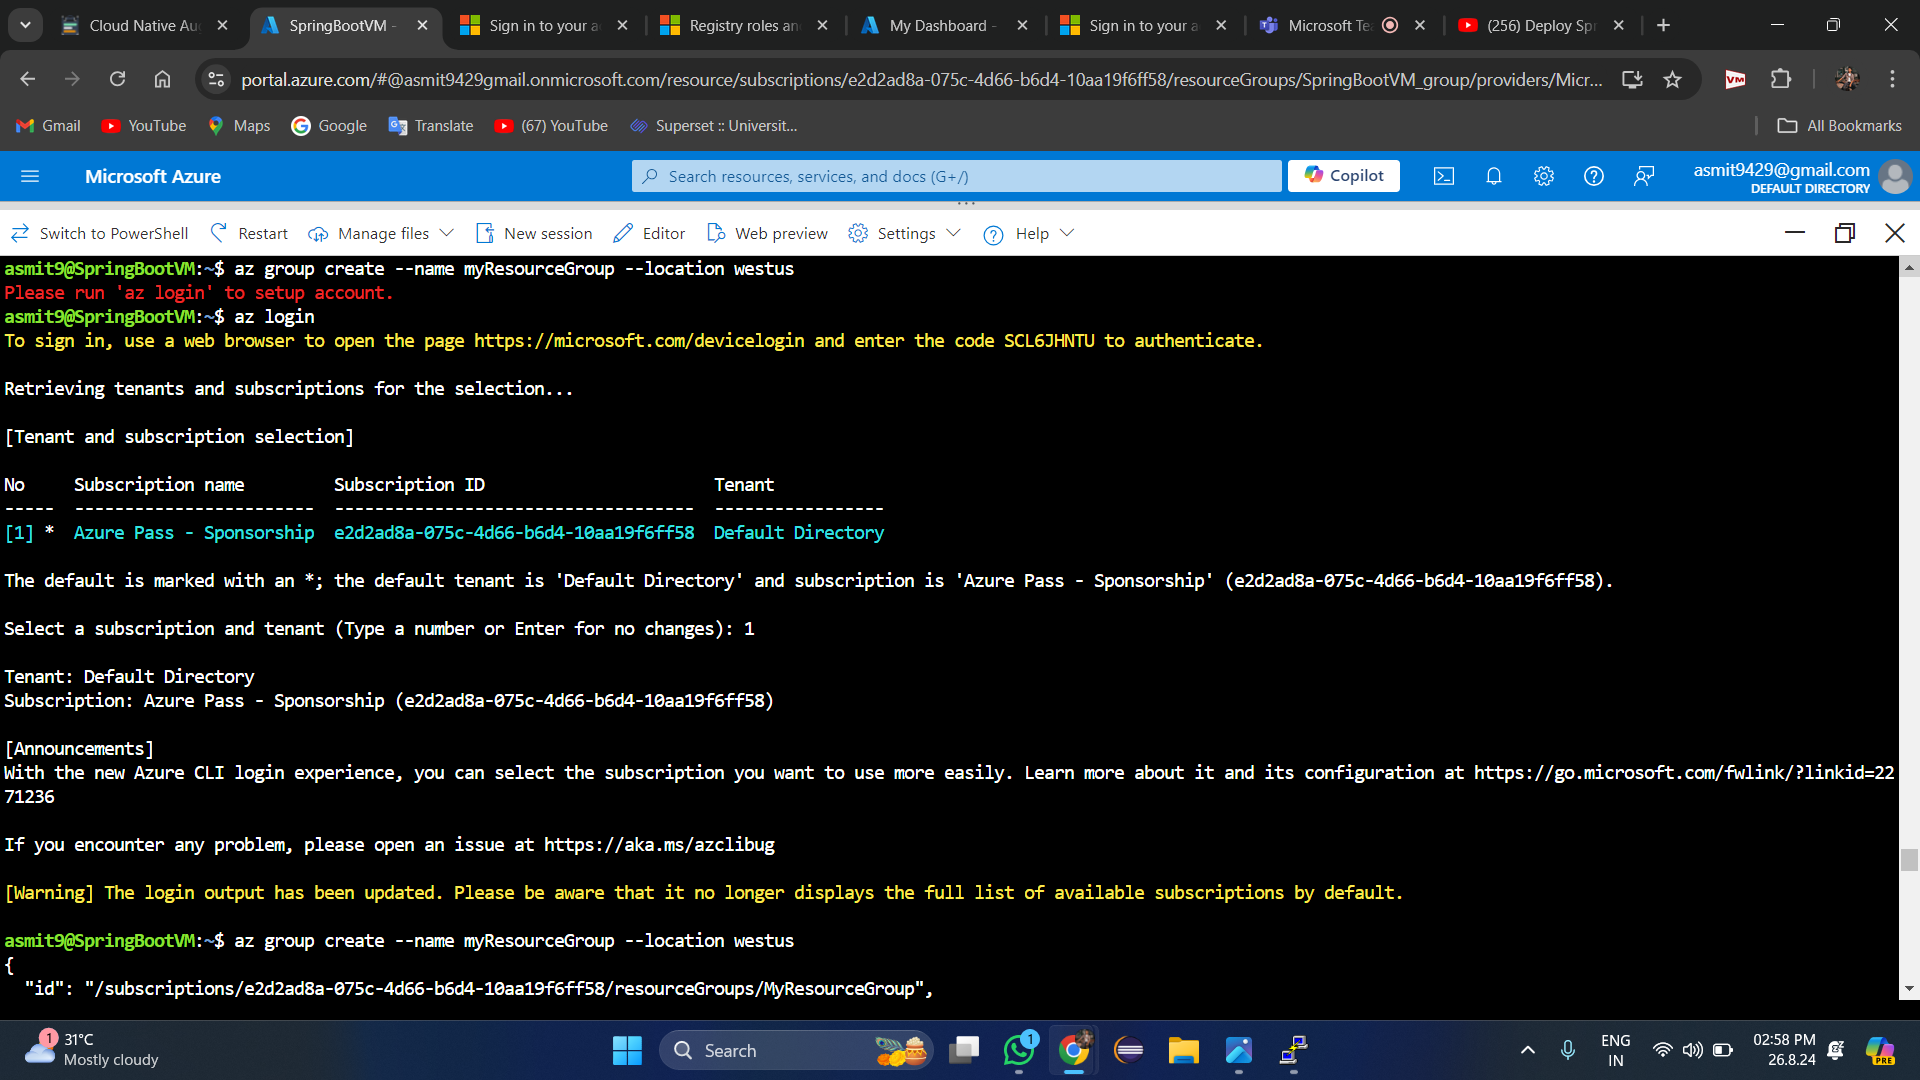 Cloud Native Au
SpringBootVM -
Sign in to your a
Registry roles an
My Dashboard -
Sign in to your a
Microsoft Te
(256) Deploy Sp
portal.azure.com/#@asmit9429gmail.onmicrosoft.com/resource/subscriptions/e2d2ad8a-075c-4d66-b6d4-10aa19f6ff58/resourceGroups/SpringBootVM_group/providers/Micr...
VM
Gmail
YouTube
Maps
Google
Translate
(67) YouTube
Superset :: Universit...
All Bookmarks
Microsoft Azure
Search resources, services, and docs (G+/)
Copilot
asmit9429@gmail.com
DEFAULT DIRECTORY
Switch to PowerShell
Restart
Manage files
New session
Editor
Web preview
Settings
Help
asmit9@SpringBootVM:~$ az group create --name myResourceGroup --location westus
Please run 'az login' to setup account.
asmit9@SpringBootVM:~$ az login
To sign in, use a web browser to open the page https://microsoft.com/devicelogin and enter the code SCL6JHNTU to authenticate.
Retrieving tenants and subscriptions for the selection...
[Tenant and subscription selection]
No     Subscription name        Subscription ID                       Tenant
-----  ------------------------  ------------------------------------  -----------------
[1] *  Azure Pass - Sponsorship  e2d2ad8a-075c-4d66-b6d4-10aa19f6ff58  Default Directory
The default is marked with an *; the default tenant is 'Default Directory' and subscription is 'Azure Pass - Sponsorship' (e2d2ad8a-075c-4d66-b6d4-10aa19f6ff58).
Select a subscription and tenant (Type a number or Enter for no changes): 1
Tenant: Default Directory
Subscription: Azure Pass - Sponsorship (e2d2ad8a-075c-4d66-b6d4-10aa19f6ff58)
[Announcements]
With the new Azure CLI login experience, you can select the subscription you want to use more easily. Learn more about it and its configuration at https://go.microsoft.com/fwlink/?linkid=22
71236
If you encounter any problem, please open an issue at https://aka.ms/azclibug
[Warning] The login output has been updated. Please be aware that it no longer displays the full list of available subscriptions by default.
asmit9@SpringBootVM:~$ az group create --name myResourceGroup --location westus
{
  "id": "/subscriptions/e2d2ad8a-075c-4d66-b6d4-10aa19f6ff58/resourceGroups/MyResourceGroup",
1
31°C
Mostly cloudy
Search
1
ENG
IN
02:58 PM
26.8.24
PRE